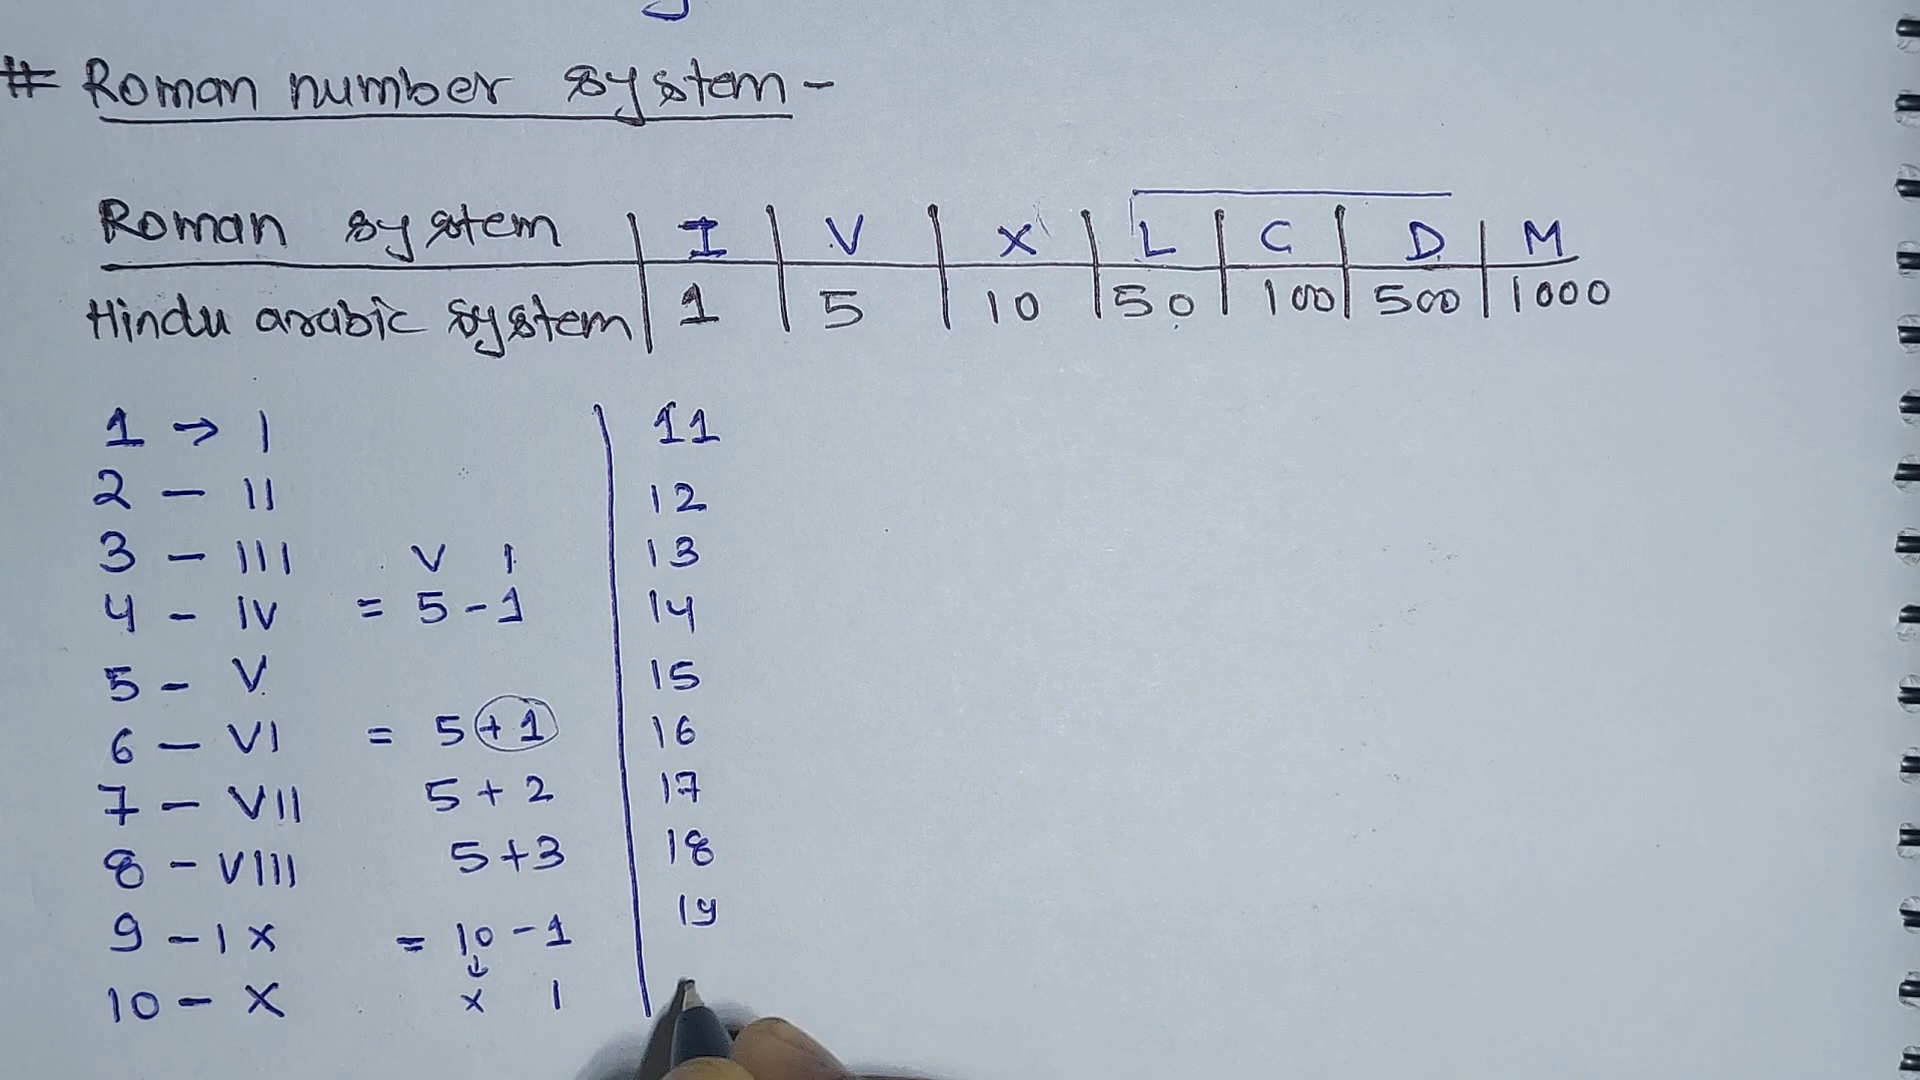 # Roman number system -
Roman system | I | V | X | L | C | D | M
Hindu arabic system | 1 | 5 | 10 | 50 | 100 | 500 | 1000
1 → I
2 - II
3 - III V I
4 - IV = 5 - 1
5 - V
6 - VI = 5 + 1
7 - VII 5 + 2
8 - VIII 5 + 3
9 - IX = 10 - 1
↓
10 - X X I
11
12
13
14
15
16
17
18
19